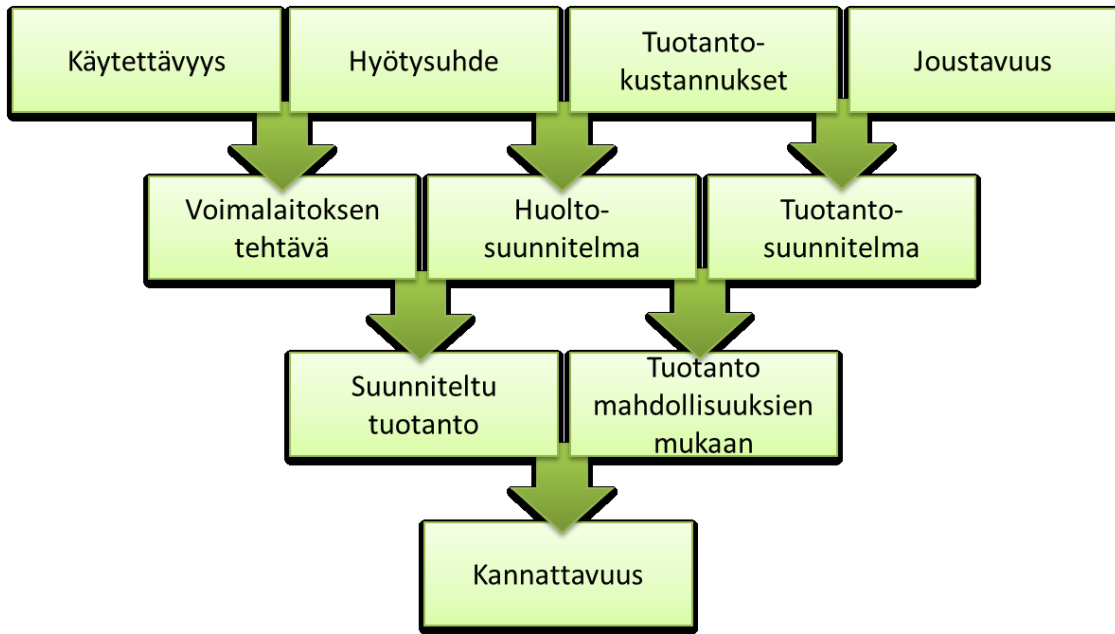 Käytettävyys
Hyötysuhde
Tuotanto-
kustannukset
Joustavuus
Voimalaitoksen
tehtävä
Huolto-
suunnitelma
Tuotanto-
suunnitelma
Suunniteltu
tuotanto
Tuotanto
mahdollisuuksien
mukaan
Kannattavuus